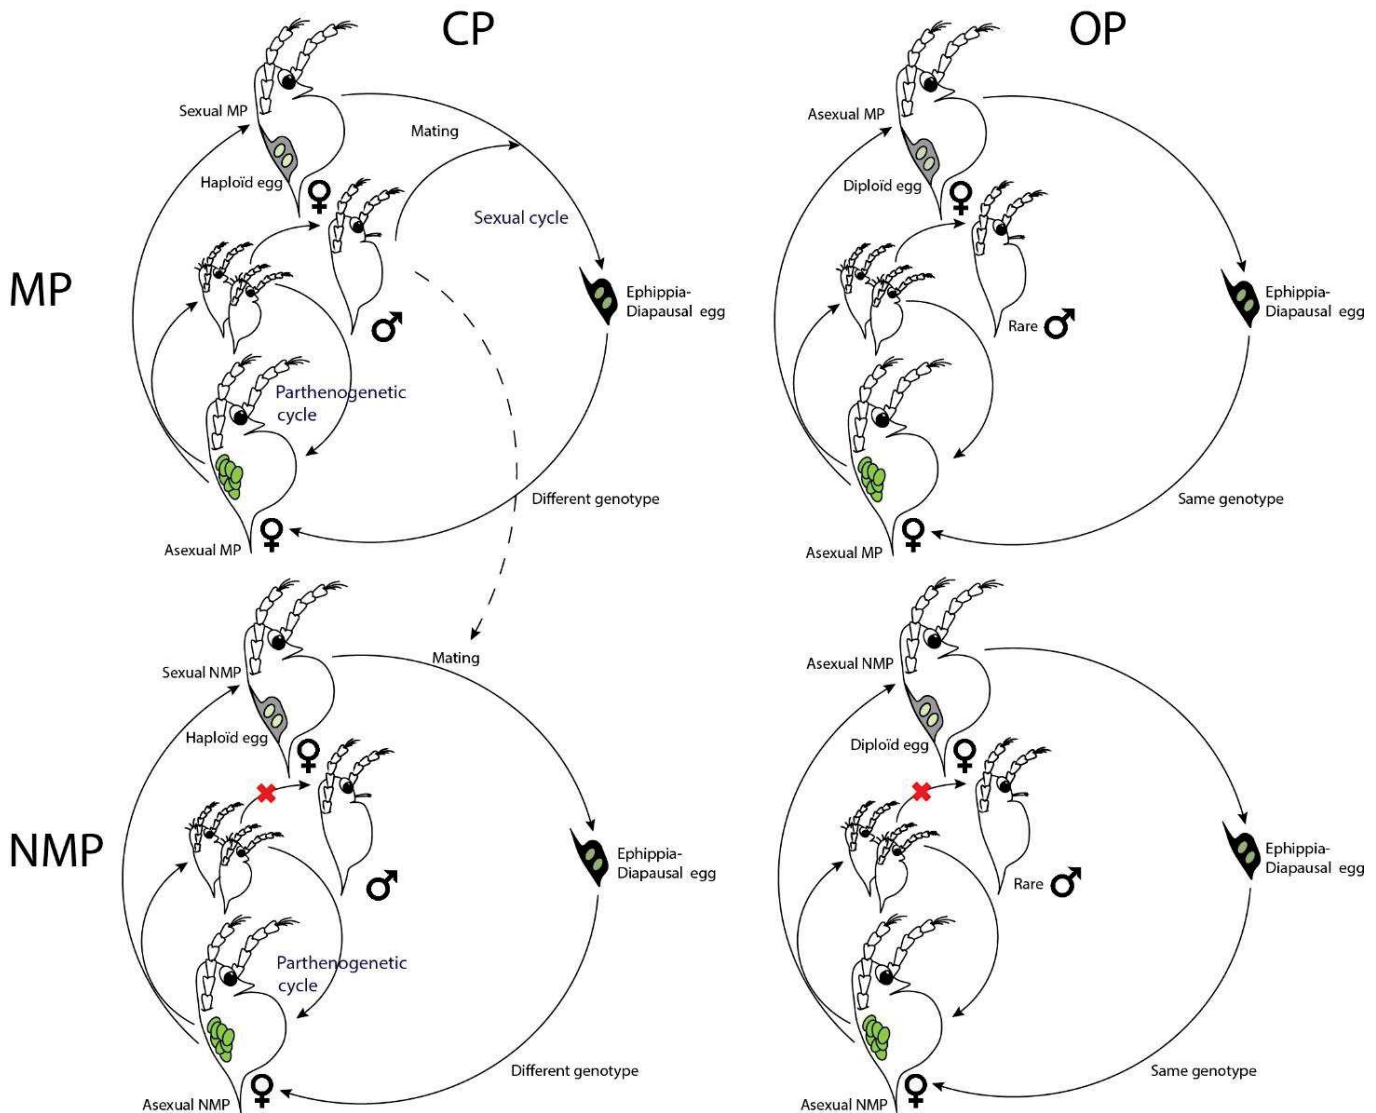 CP
OP
Sexual MP
Mating
Haploïd egg
Sexual cycle
MP
Ephippia-
Diapausal egg
Parthenogenetic
cycle
Different genotype
Asexual MP
Asexual MP
Diploïd egg
Rare
Ephippia-
Diapausal egg
Same genotype
Asexual MP
Mating
Sexual NMP
Haploïd egg
NMP
Ephippia-
Diapausal egg
Parthenogenetic
cycle
Different genotype
Asexual NMP
Asexual NMP
Diploïd egg
Rare
Ephippia-
Diapausal egg
Same genotype
Asexual NMP